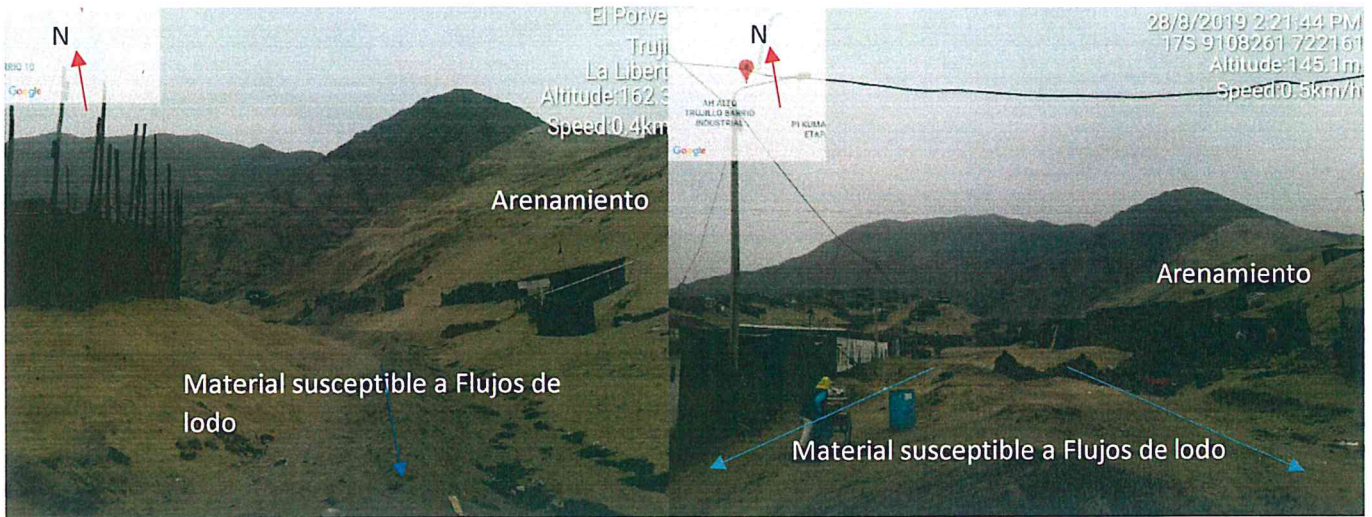 N
Google
El Porve
Truji
La Libert
Altitude:162.3
Speed:0.4km
Arenamiento
Material susceptible a Flujos de
lodo
N
AH ALTO
TRUJILLO BARRIO
INDUSTRIAL
ETAP
Google
28/8/2019 2:21:44 PM
17S 9108261 722161
Altitude:145.1m
Speed:0.5km/h
Arenamiento
Material susceptible a Flujos de lodo